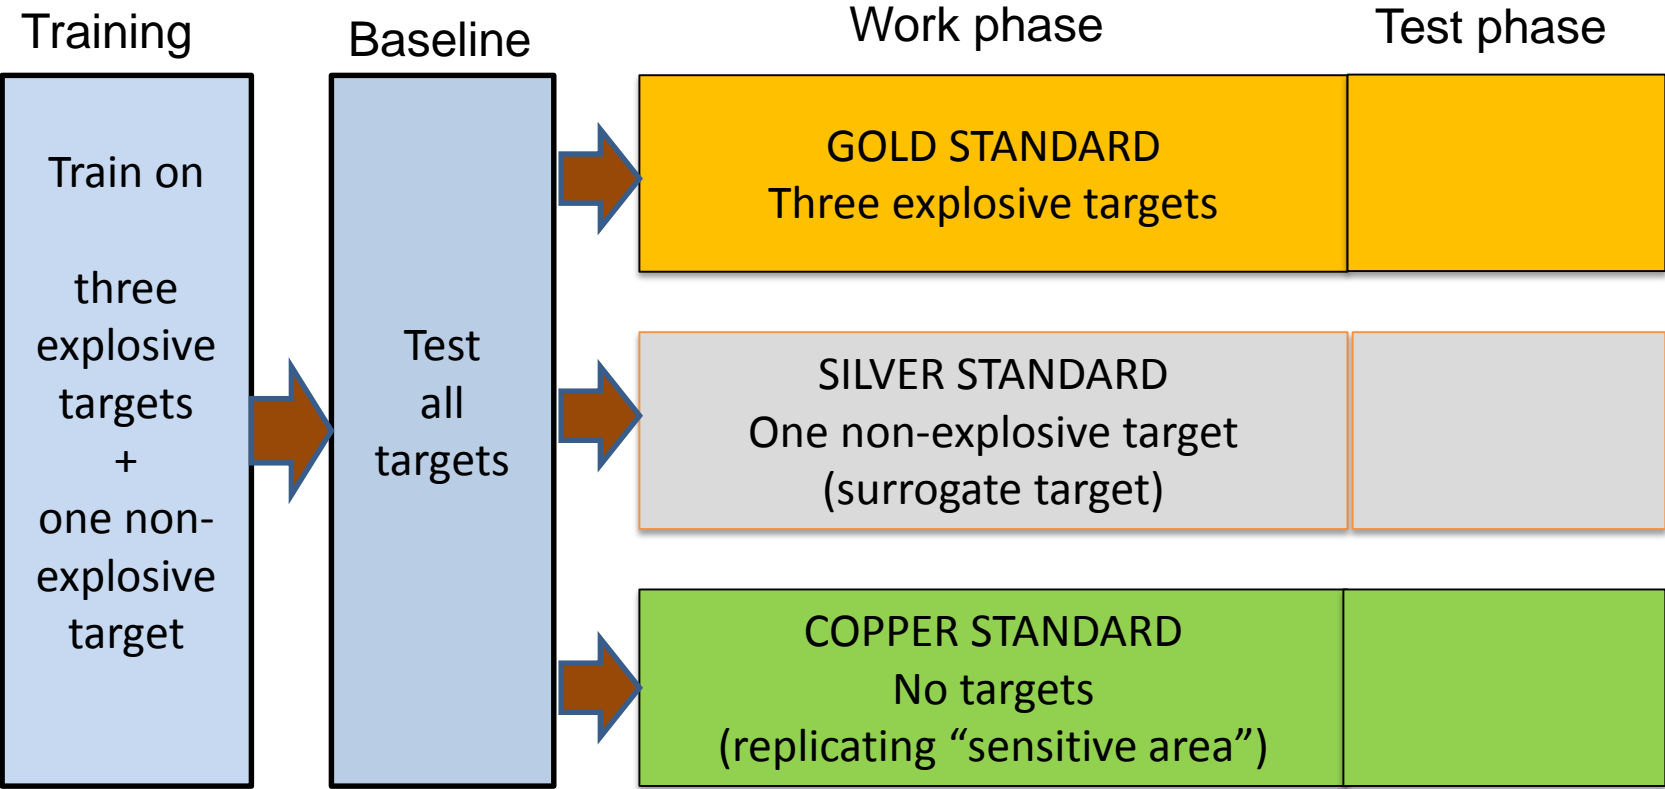 Training
Baseline
Work phase
Test phase
Train on
three
explosive
targets
+
one non-
explosive
target
Test
all
targets
GOLD STANDARD
Three explosive targets
SILVER STANDARD
One non-explosive target
(surrogate target)
COPPER STANDARD
No targets
(replicating “sensitive area”)